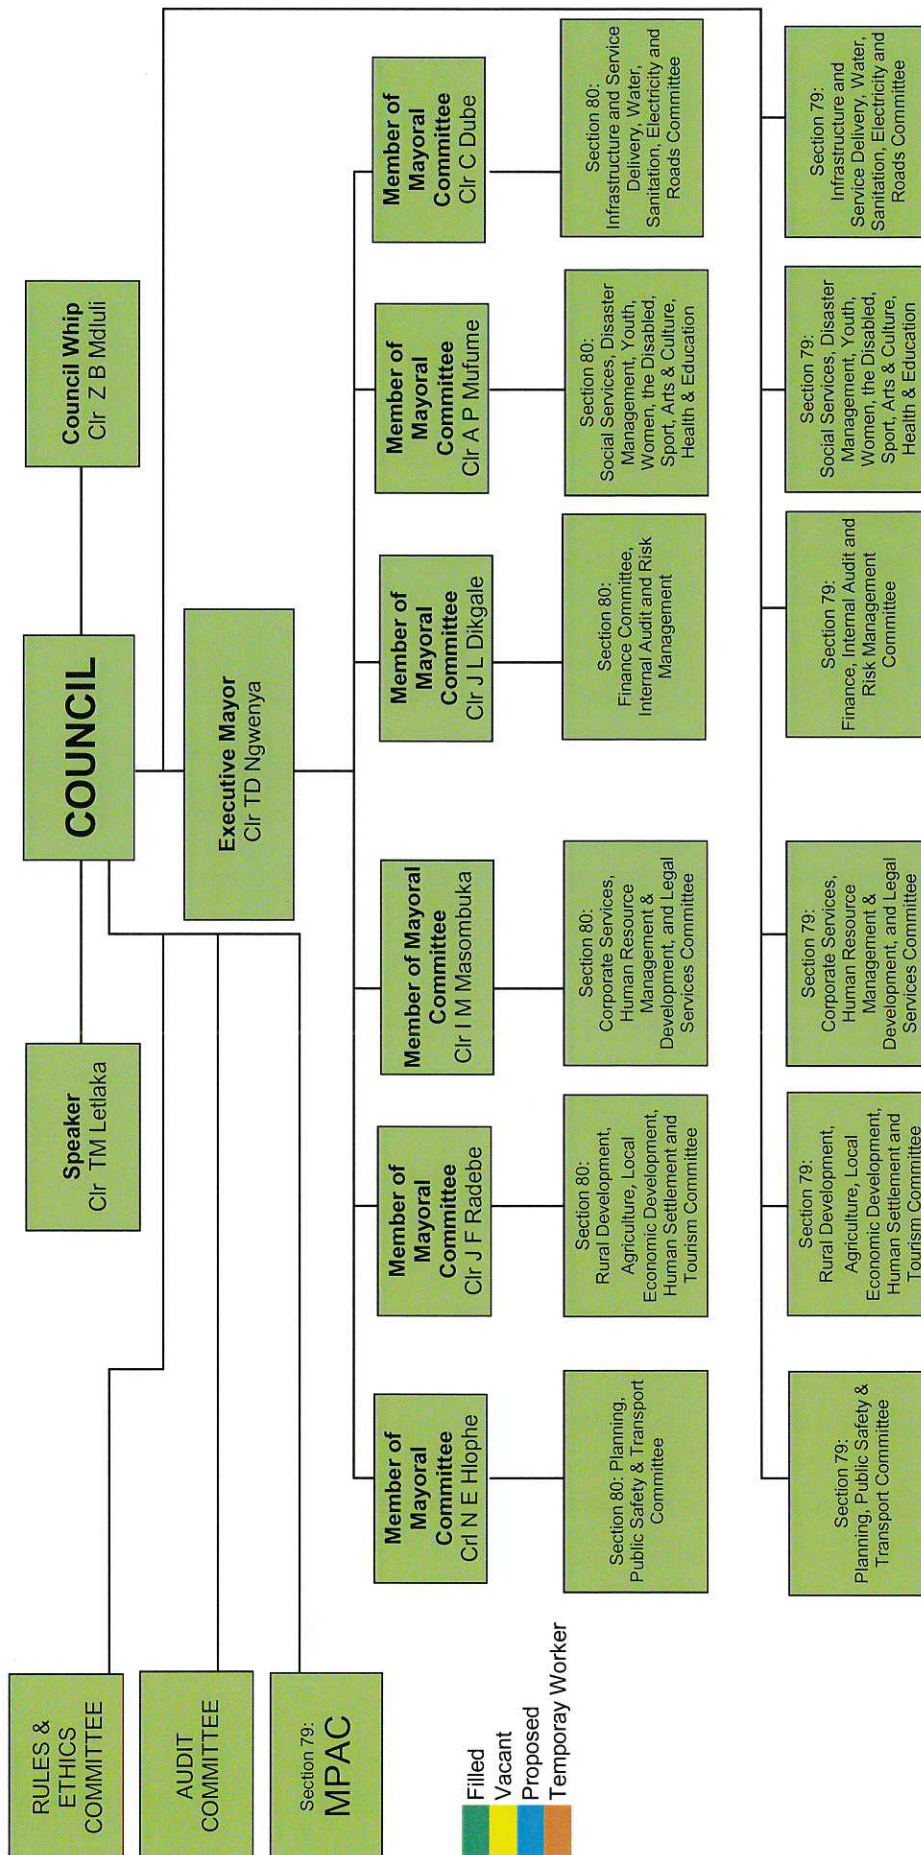 RULES &
ETHICS
COMMITTEE
AUDIT
COMMITTEE
Section 79:
MPAC
Speaker
Clr TM Letlaka
COUNCIL
Council Whip
Clr Z B Mdluli
Executive Mayor
Clr TD Ngwenya
Member of
Mayoral
Committee
Crl N E Hlophe
Member of
Mayoral
Committee
Clr J F Radebe
Member of Mayoral
Committee
Clr I M Masombuka
Member of
Mayoral
Committee
Clr J L Dikgale
Member of
Mayoral
Committee
Clr A P Mufume
Member of
Mayoral
Committee
Clr C Dube
Section 80: Planning,
Public Safety & Transport
Committee
Section 80:
Rural Development,
Agriculture, Local
Economic Development,
Human Settlement and
Tourism Committee
Section 80:
Corporate Services,
Human Resource
Management &
Development, and Legal
Services Committee
Section 80:
Finance Committee,
Internal Audit and Risk
Management
Section 80:
Social Services, Disaster
Management, Youth,
Women, the Disabled,
Sport, Arts & Culture,
Health & Education
Section 80:
Infrastructure and Service
Delivery, Water,
Sanitation, Electricity and
Roads Committee
Section 79:
Planning, Public Safety &
Transport Committee
Section 79:
Rural Development,
Agriculture, Local
Economic Development,
Human Settlement and
Tourism Committee
Section 79:
Corporate Services,
Human Resource
Management &
Development, and Legal
Services Committee
Section 79:
Finance, Internal Audit and
Risk Management
Committee
Section 79:
Social Services, Disaster
Management, Youth,
Women, the Disabled,
Sport, Arts & Culture,
Health & Education
Section 79:
Infrastructure and
Service Delivery, Water,
Sanitation, Electricity and
Roads Committee
Filled
Vacant
Proposed
Temporay Worker